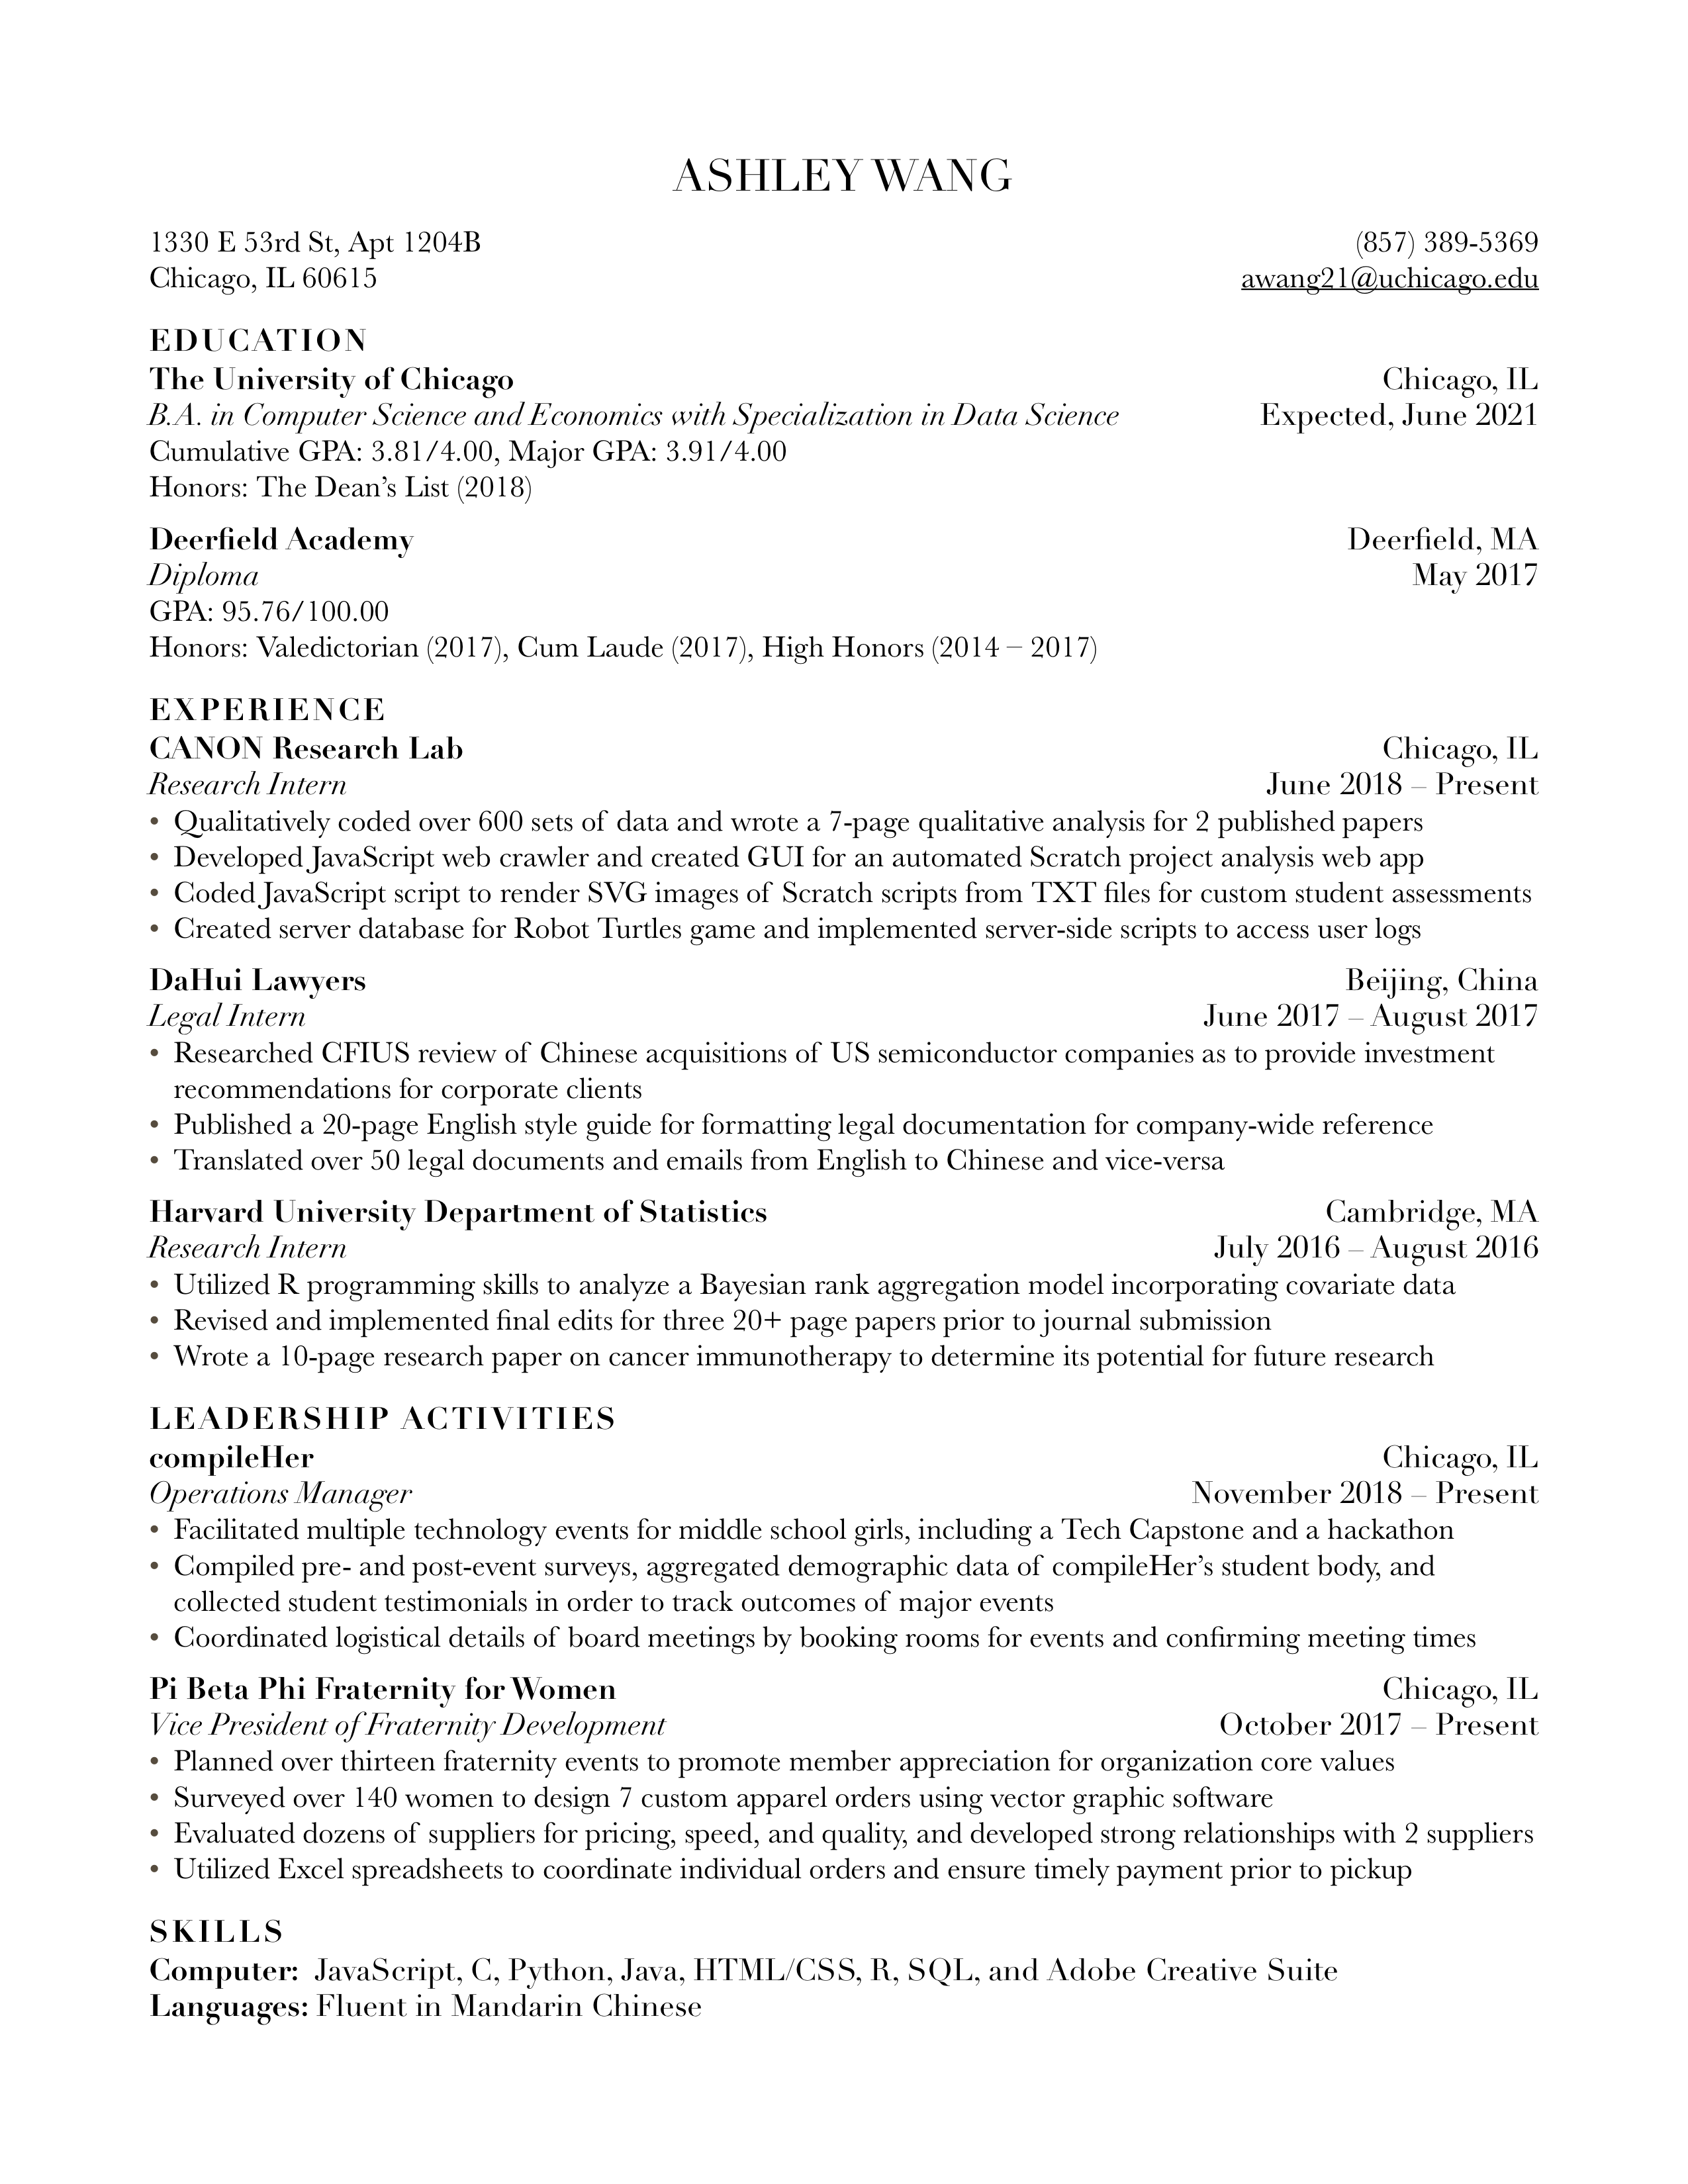 ASHLEY WANG
1330 E 53rd St, Apt 1204B (857) 389-5369
Chicago, IL 60615 awang21@uchicago.edu
EDUCATION
The University of Chicago Chicago, IL
B.A. in Computer Science and Economics with Specialization in Data Science Expected, June 2021
Cumulative GPA: 3.81/4.00, Major GPA: 3.91/4.00
Honors: The Dean’s List (2018)
Deerfield Academy Deerfield, MA
Diploma May 2017
GPA: 95.76/100.00
Honors: Valedictorian (2017), Cum Laude (2017), High Honors (2014 – 2017)
EXPERIENCE
CANON Research Lab Chicago, IL
Research Intern June 2018 – Present
• Qualitatively coded over 600 sets of data and wrote a 7-page qualitative analysis for 2 published papers
• Developed JavaScript web crawler and created GUI for an automated Scratch project analysis web app
• Coded JavaScript script to render SVG images of Scratch scripts from TXT files for custom student assessments
• Created server database for Robot Turtles game and implemented server-side scripts to access user logs
DaHui Lawyers Beijing, China
Legal Intern June 2017 – August 2017
• Researched CFIUS review of Chinese acquisitions of US semiconductor companies as to provide investment
recommendations for corporate clients
• Published a 20-page English style guide for formatting legal documentation for company-wide reference
• Translated over 50 legal documents and emails from English to Chinese and vice-versa
Harvard University Department of Statistics Cambridge, MA
Research Intern July 2016 – August 2016
• Utilized R programming skills to analyze a Bayesian rank aggregation model incorporating covariate data
• Revised and implemented final edits for three 20+ page papers prior to journal submission
• Wrote a 10-page research paper on cancer immunotherapy to determine its potential for future research
LEADERSHIP ACTIVITIES
compileHer Chicago, IL
Operations Manager November 2018 – Present
• Facilitated multiple technology events for middle school girls, including a Tech Capstone and a hackathon
• Compiled pre- and post-event surveys, aggregated demographic data of compileHer’s student body, and
collected student testimonials in order to track outcomes of major events
• Coordinated logistical details of board meetings by booking rooms for events and confirming meeting times
Pi Beta Phi Fraternity for Women Chicago, IL
Vice President of Fraternity Development October 2017 – Present
• Planned over thirteen fraternity events to promote member appreciation for organization core values
• Surveyed over 140 women to design 7 custom apparel orders using vector graphic software
• Evaluated dozens of suppliers for pricing, speed, and quality, and developed strong relationships with 2 suppliers
• Utilized Excel spreadsheets to coordinate individual orders and ensure timely payment prior to pickup
SKILLS
Computer: JavaScript, C, Python, Java, HTML/CSS, R, SQL, and Adobe Creative Suite
Languages: Fluent in Mandarin Chinese